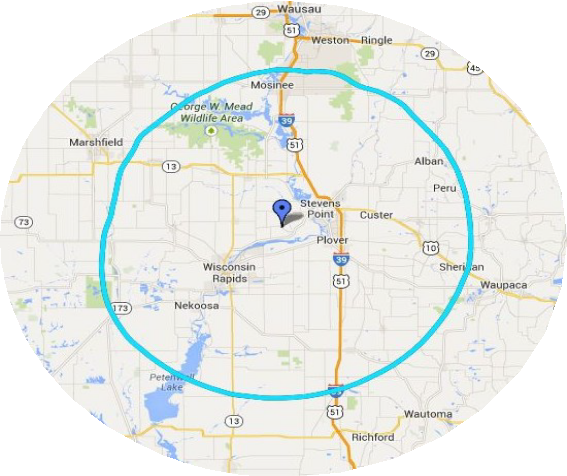 Wausau
29
51
Weston
Ringle
29
45
Mosinee
George W. Mead
Wildlife Area
39
51
Marshfield
13
Alban
Peru
Stevens
Point
Custer
73
Plover
10
39
Wisconsin
Rapids
Sheridan
51
Waupaca
173
Nekoosa
Petenwell
Lake
51
Wautoma
13
Richford